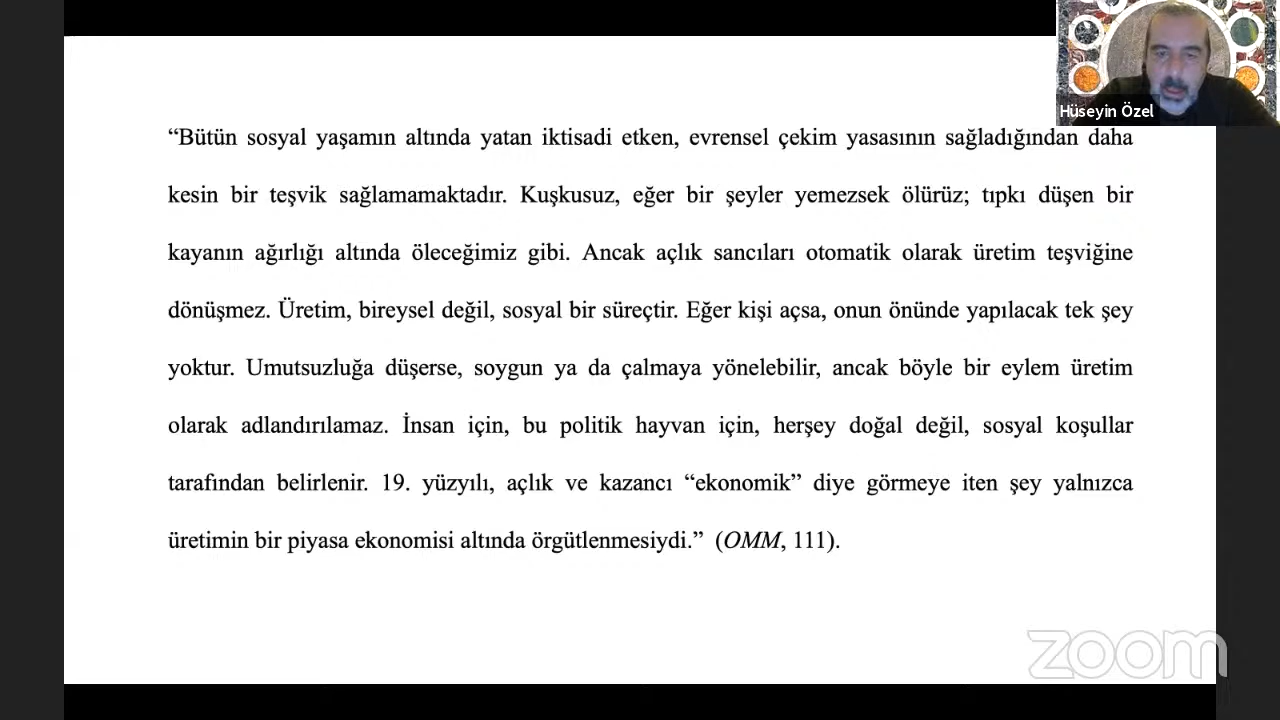 Hüseyin Özel
“Bütün sosyal yaşamın altında yatan iktisadi etken, evrensel çekim yasasının sağladığından daha
kesin bir teşvik sağlamamaktadır. Kuşkusuz, eğer bir şeyler yemezsek ölürüz; tıpkı düşen bir
kayanın ağırlığı altında öleceğimiz gibi. Ancak açlık sancıları otomatik olarak üretim teşviğine
dönüşmez. Üretim, bireysel değil, sosyal bir süreçtir. Eğer kişi açsa, onun önünde yapılacak tek şey
yoktur. Umutsuzluğa düşerse, soygun ya da çalmaya yönelebilir, ancak böyle bir eylem üretim
olarak adlandırılamaz. İnsan için, bu politik hayvan için, herşey doğal değil, sosyal koşullar
tarafından belirlenir. 19. yüzyılı, açlık ve kazancı “ekonomik” diye görmeye iten şey yalnızca
üretimin bir piyasa ekonomisi altında örgütlenmesiydi.” (OMM, 111).
zoom